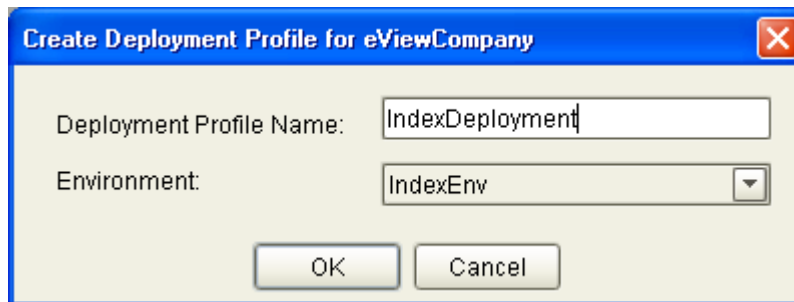 Create Deployment Profile for eViewCompany
Deployment Profile Name: IndexDeployment
Environment: IndexEnv
OK Cancel